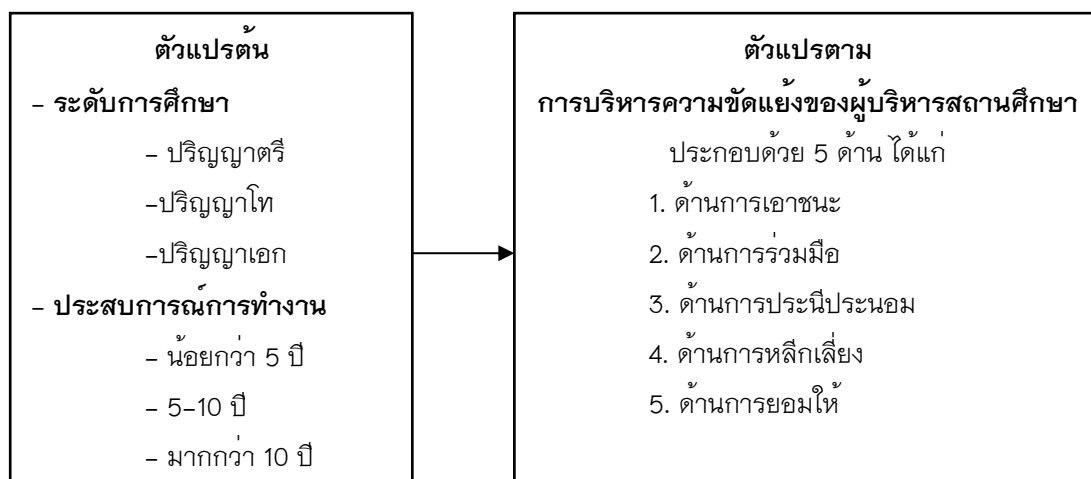 ตัวแปรต้น
- ระดับการศึกษา
- ปริญญาตรี
-ปริญญาโท
-ปริญญาเอก
- ประสบการณ์การทำงาน
- น้อยกว่า 5 ปี
- 5-10 ปี
- มากกว่า 10 ปี
ตัวแปรตาม
การบริหารความขัดแย้งของผู้บริหารสถานศึกษา
ประกอบด้วย 5 ด้าน ได้แก่
1. ด้านการเอาชนะ
2. ด้านการร่วมมือ
3. ด้านการประนีประนอม
4. ด้านการหลีกเลี่ยง
5. ด้านการยอมให้